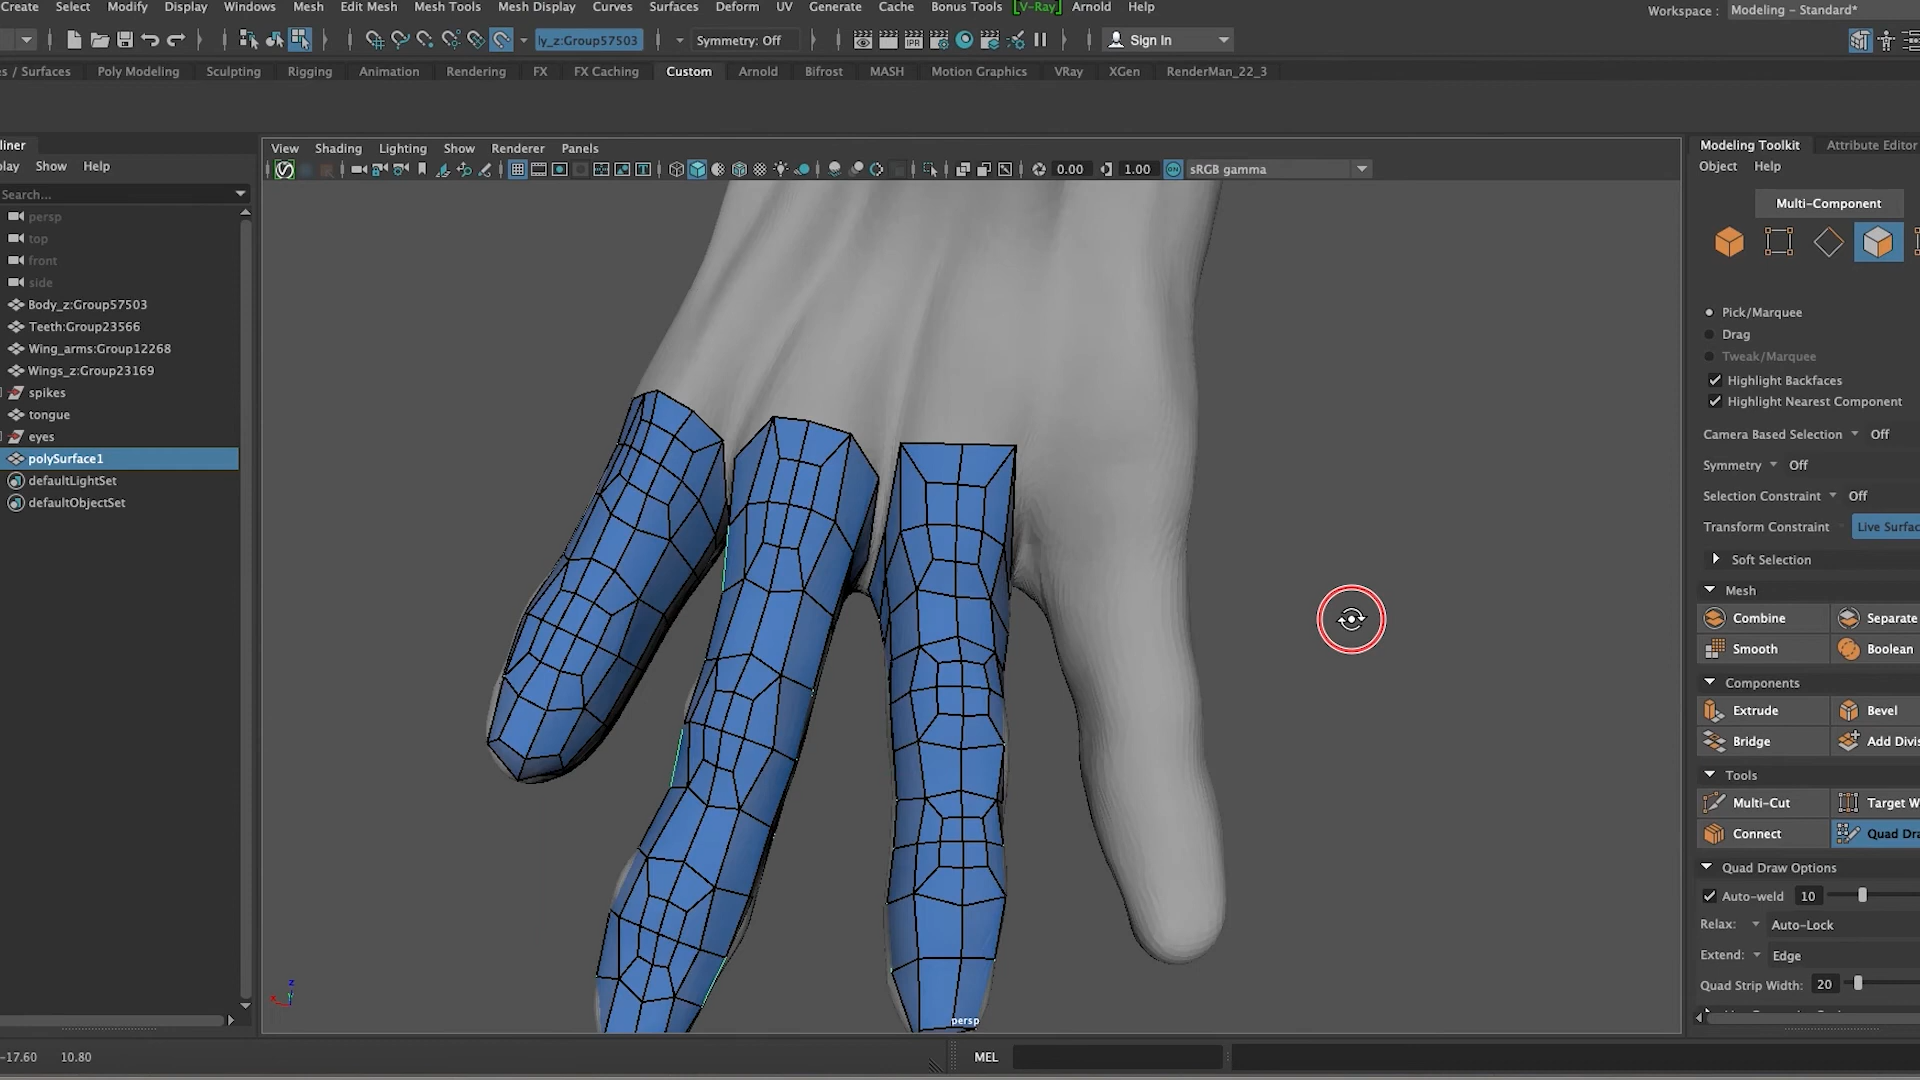 Create Select Modify Display Windows Mesh Edit Mesh Mesh Tools Mesh Display Curves Surfaces Deform UV Generate Cache Bonus Tools [V-Ray] Arnold Help
Workspace : Modeling - Standard*
ly_z:Group57503 Symmetry: Off IPR Sign In
es / Surfaces Poly Modeling Sculpting Rigging Animation Rendering FX FX Caching Custom Arnold Bifrost MASH Motion Graphics VRay XGen RenderMan_22_3
liner
play Show Help
Search...
persp
top
front
side
Body_z:Group57503
Teeth:Group23566
Wing_arms:Group12268
Wings_z:Group23169
spikes
tongue
eyes
polySurface1
defaultLightSet
defaultObjectSet
View Shading Lighting Show Renderer Panels
0.00 1.00 ON sRGB gamma
z
x
persp
Modeling Toolkit Attribute Editor
Object Help
Multi-Component
Pick/Marquee
Drag
Tweak/Marquee
Highlight Backfaces
Highlight Nearest Component
Camera Based Selection Off
Symmetry Off
Selection Constraint Off
Transform Constraint Live Surfac
Soft Selection
Mesh
Combine Separate
Smooth Boolean
Components
Extrude Bevel
Bridge Add Divis
Tools
Multi-Cut Target W
Connect Quad Dra
Quad Draw Options
Auto-weld 10
Relax: Auto-Lock
Extend: Edge
Quad Strip Width: 20
-17.60 10.80
MEL